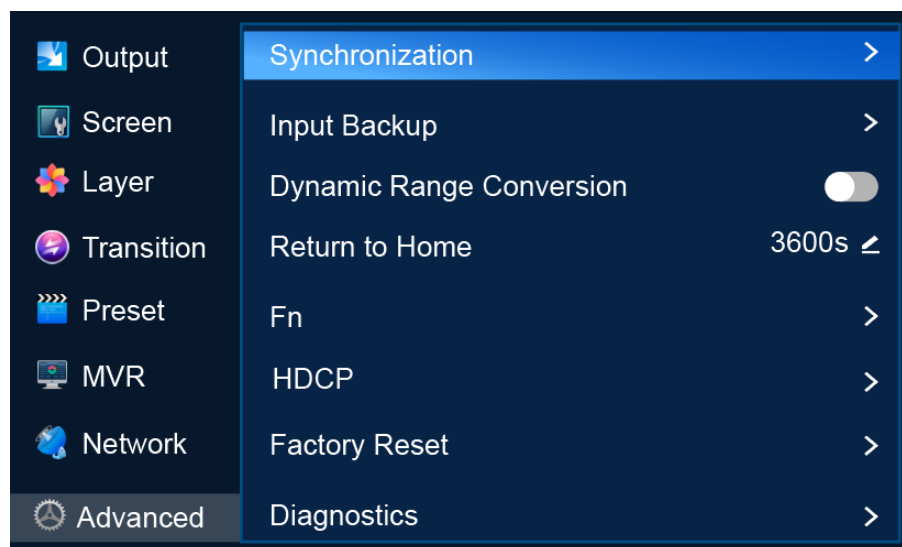 Output
Screen
Layer
Transition
Preset
MVR
Network
Advanced
Synchronization
Input Backup
Dynamic Range Conversion
Return to Home 3600s
Fn
HDCP
Factory Reset
Diagnostics